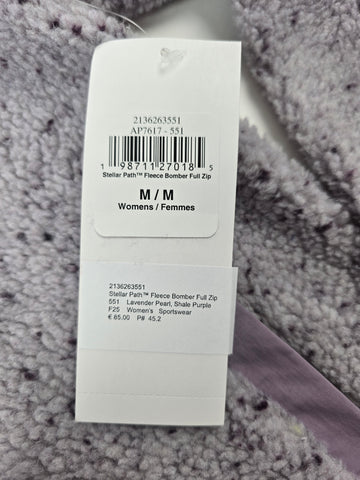 2136263551
AP7617 - 551
1 98711 27018 5
Stellar Path™ Fleece Bomber Full Zip
M / M
Womens / Femmes
2136263551
Stellar Path™ Fleece Bomber Full Zip
551 Lavender Pearl, Shale Purple
F25 Women's Sportswear
€ 65.00 P# 45.2